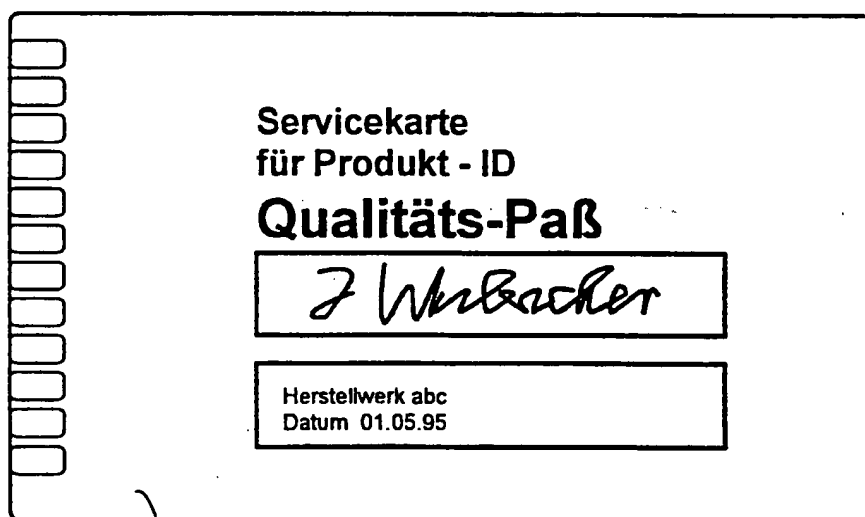 Servicekarte
für Produkt - ID
Qualitäts-Paß
Herstellwerk abc
Datum 01.05.95